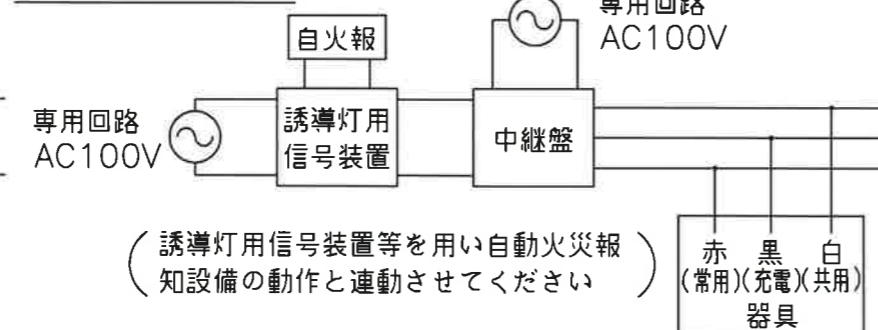 専用回路
AC100V
自火報
専用回路
AC100V
誘導灯用
信号装置
中継盤
誘導灯用信号装置等を用い自動火災報
知設備の動作と連動させてください
赤 黒 白
(常用)(充電)(共用)
器具